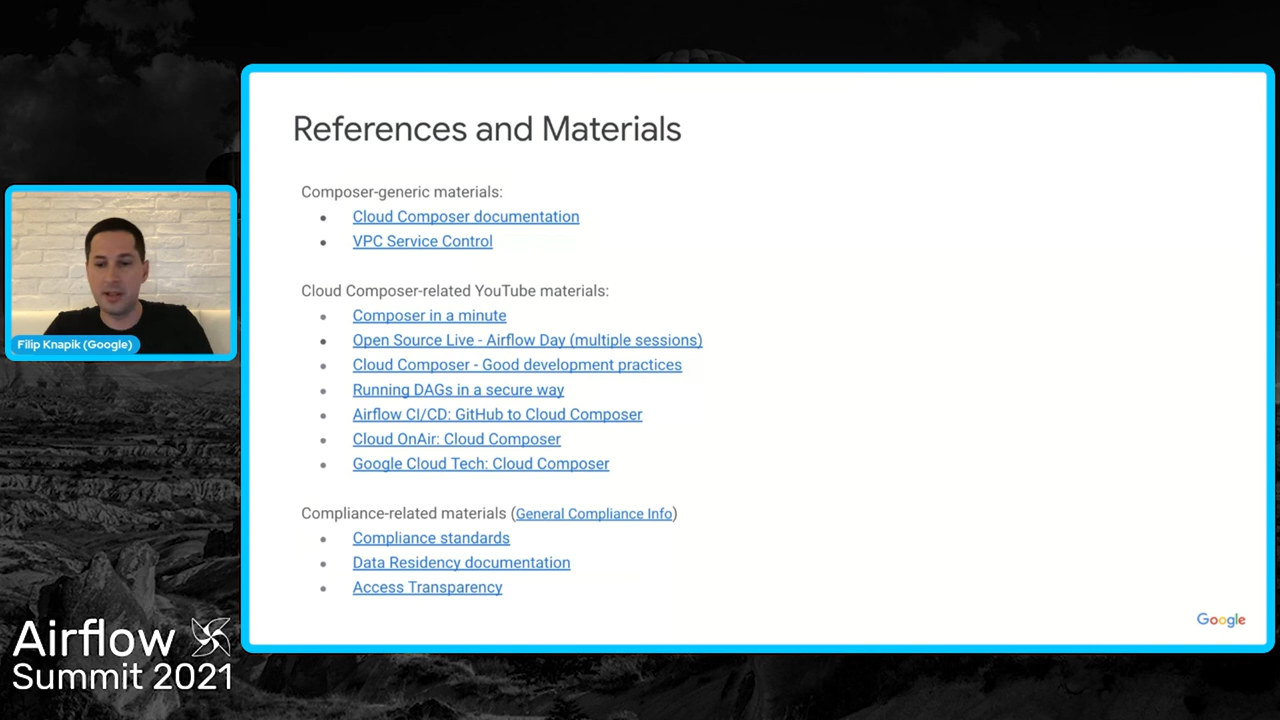 References and Materials
Composer-generic materials:
Cloud Composer documentation
VPC Service Control
Cloud Composer-related YouTube materials:
Composer in a minute
Open Source Live - Airflow Day (multiple sessions)
Cloud Composer - Good development practices
Running DAGs in a secure way
Airflow CI/CD: GitHub to Cloud Composer
Cloud OnAir: Cloud Composer
Google Cloud Tech: Cloud Composer
Compliance-related materials (General Compliance Info)
Compliance standards
Data Residency documentation
Access Transparency
Google
Filip Knapik (Google)
Airflow
Summit 2021